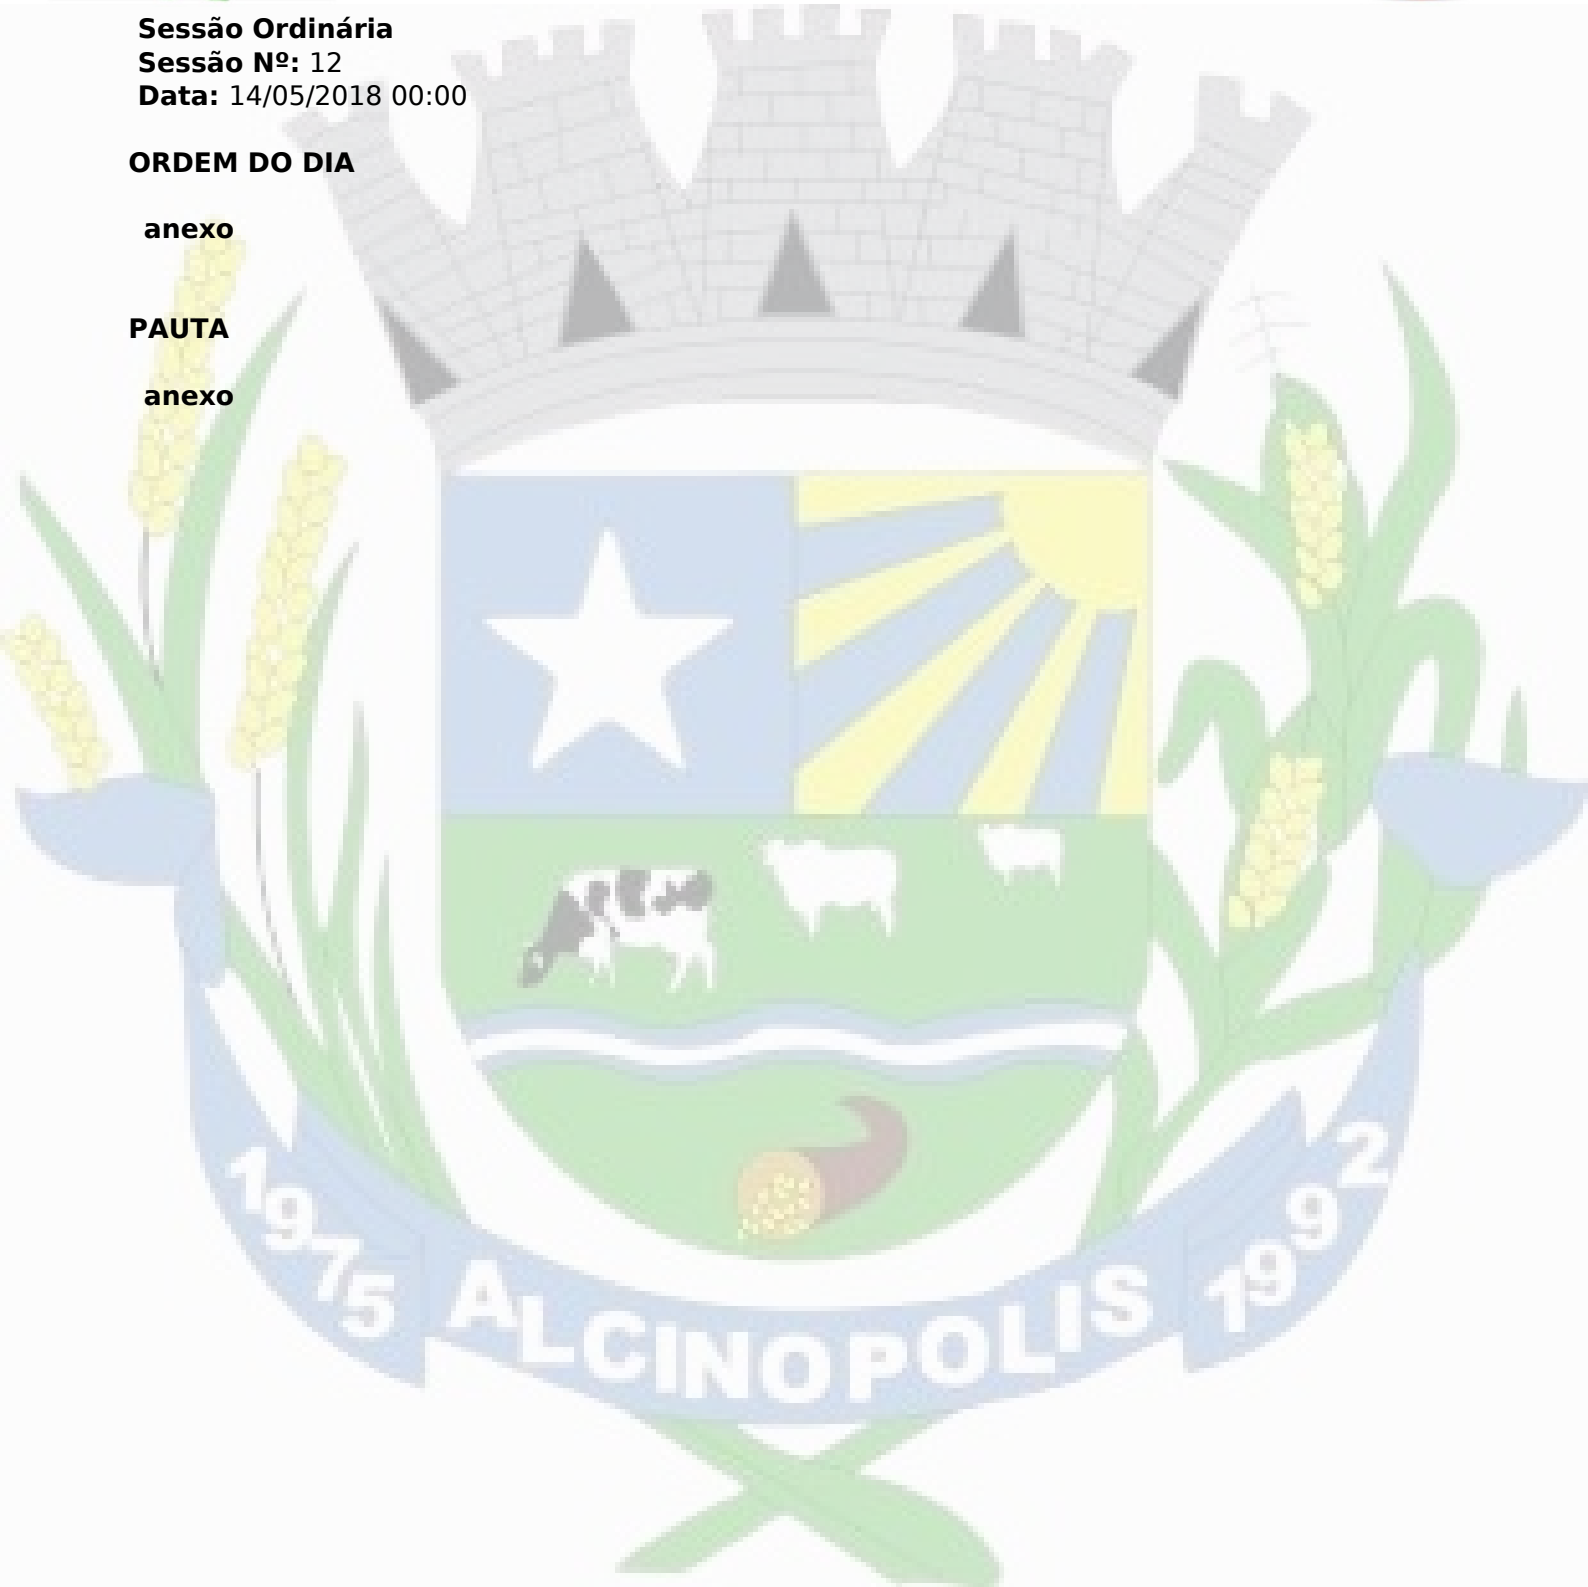 Sessão Ordinária
Sessão Nº: 12
Data: 14/05/2018 00:00
ORDEM DO DIA
anexo
PAUTA
anexo
1975 ALCINOPOLIS 1992